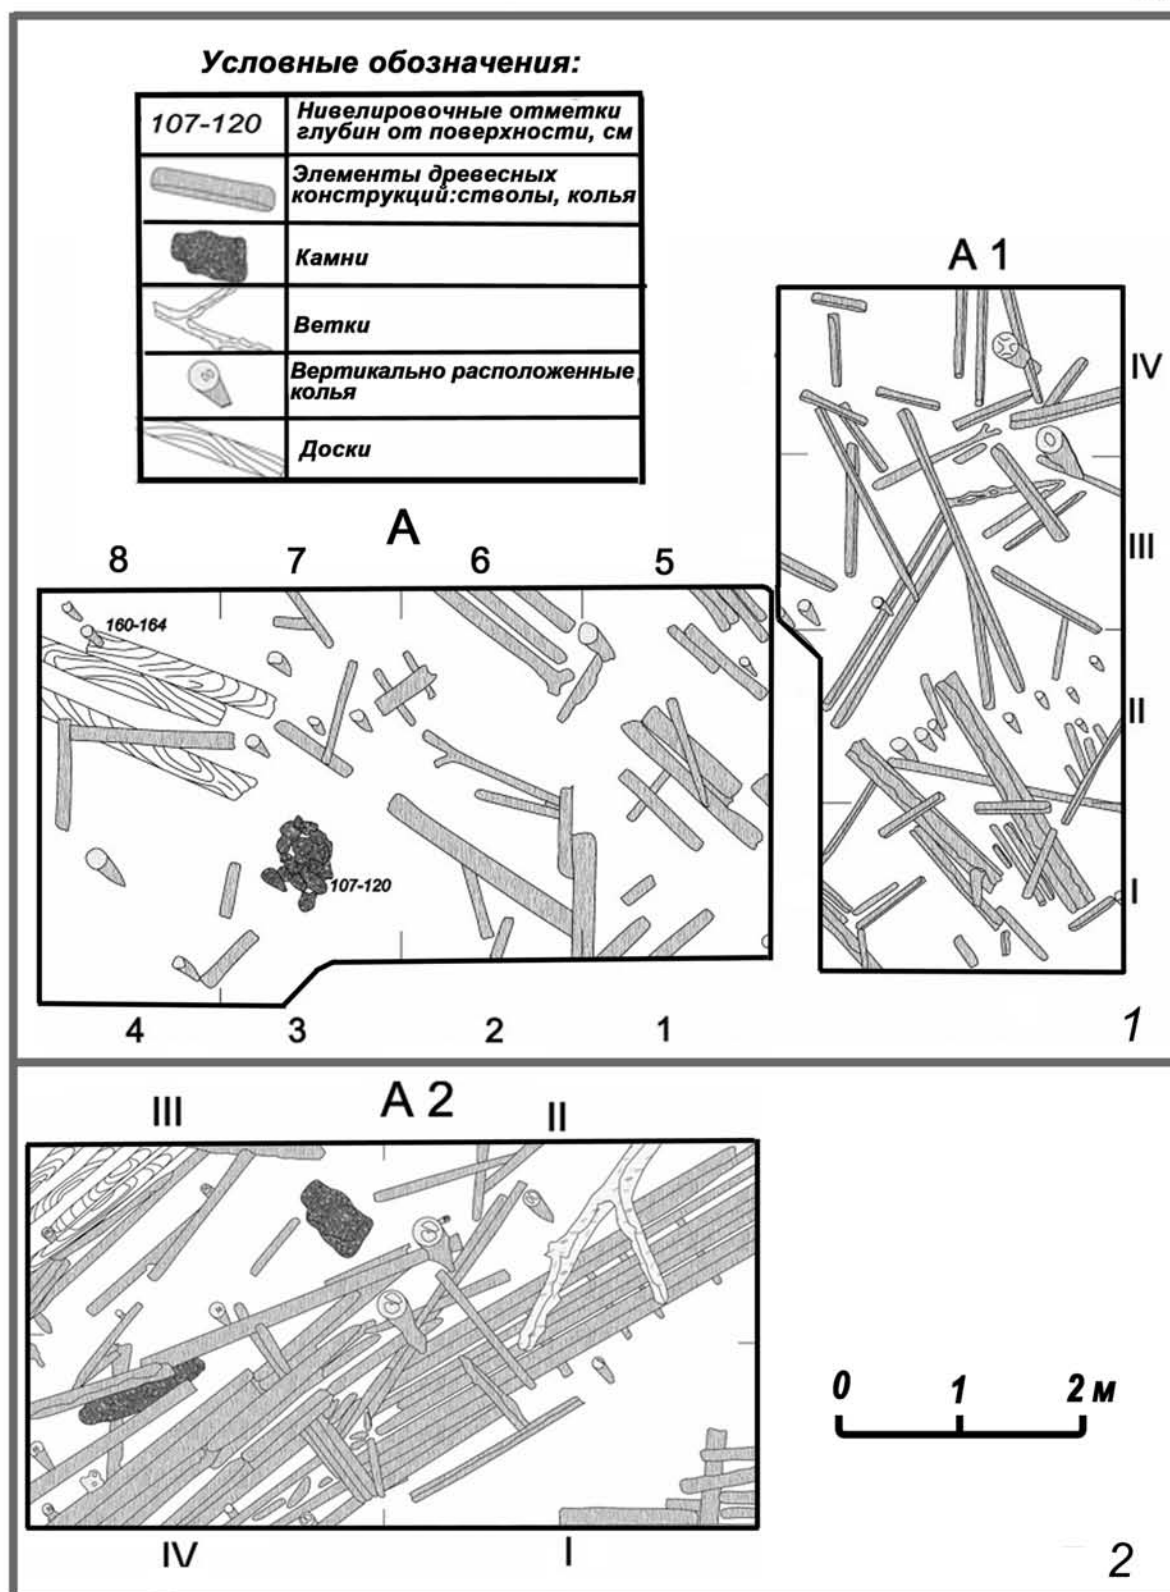 Условные обозначения:
107-120
Нивелировочные отметки
глубин от поверхности, см
Элементы древесных
конструкций:стволы, колья
Камни
Ветки
Вертикально расположенные
колья
Доски
А 1
IV
III
II
I
А
8 7 6 5
160-164
107-120
4 3 2 1
1
III А 2 II
IV I
0 1 2 м
2